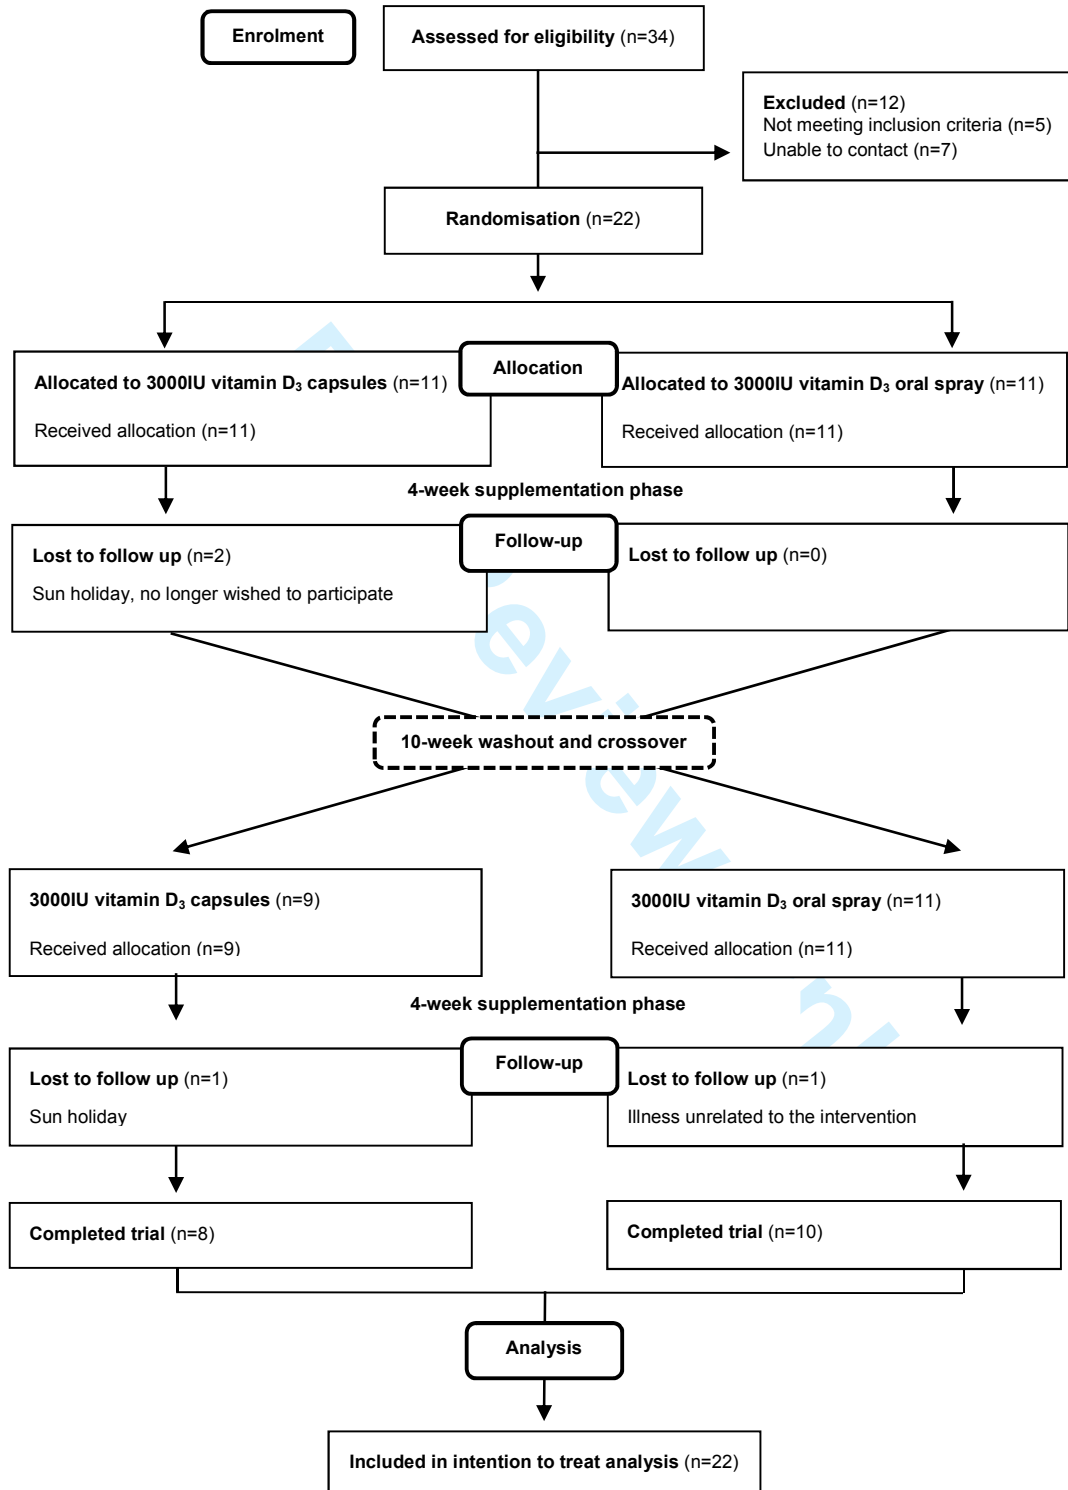 Enrolment
Assessed for eligibility (n=34)
Excluded (n=12)
Not meeting inclusion criteria (n=5)
Unable to contact (n=7)
Randomisation (n=22)
Allocation
Allocated to 3000IU vitamin D₃ capsules (n=11)
Received allocation (n=11)
Allocated to 3000IU vitamin D₃ oral spray (n=11)
Received allocation (n=11)
4-week supplementation phase
Follow-up
Lost to follow up (n=2)
Sun holiday, no longer wished to participate
Lost to follow up (n=0)
10-week washout and crossover
3000IU vitamin D₃ capsules (n=9)
Received allocation (n=9)
3000IU vitamin D₃ oral spray (n=11)
Received allocation (n=11)
4-week supplementation phase
Follow-up
Lost to follow up (n=1)
Sun holiday
Lost to follow up (n=1)
Illness unrelated to the intervention
Completed trial (n=8)
Completed trial (n=10)
Analysis
Included in intention to treat analysis (n=22)